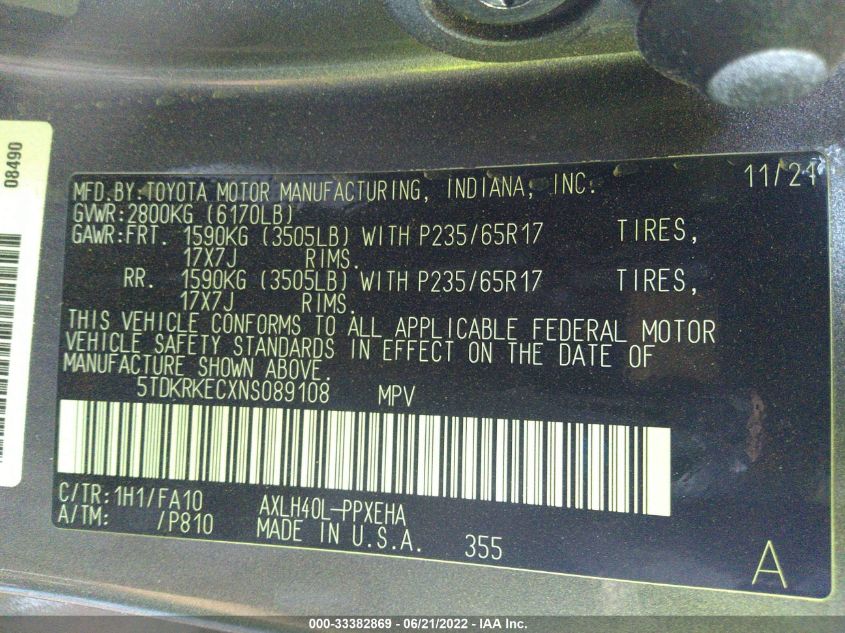 08490
MFD.BY:TOYOTA MOTOR MANUFACTURING, INDIANA, INC. 11/21
GVWR:2800KG (6170LB)
GAWR:FRT. 1590KG (3505LB) WITH P235/65R17 TIRES,
17X7J RIMS.
RR. 1590KG (3505LB) WITH P235/65R17 TIRES,
17X7J RIMS.
THIS VEHICLE CONFORMS TO ALL APPLICABLE FEDERAL MOTOR
VEHICLE SAFETY STANDARDS IN EFFECT ON THE DATE OF
MANUFACTURE SHOWN ABOVE.
5TDKRKECXNS089108 MPV
C/TR:1H1/FA10 AXLH40L-PPXEHA
A/TM: /P810 MADE IN U.S.A. 355
A
000-33382869 - 06/21/2022 - IAA Inc.